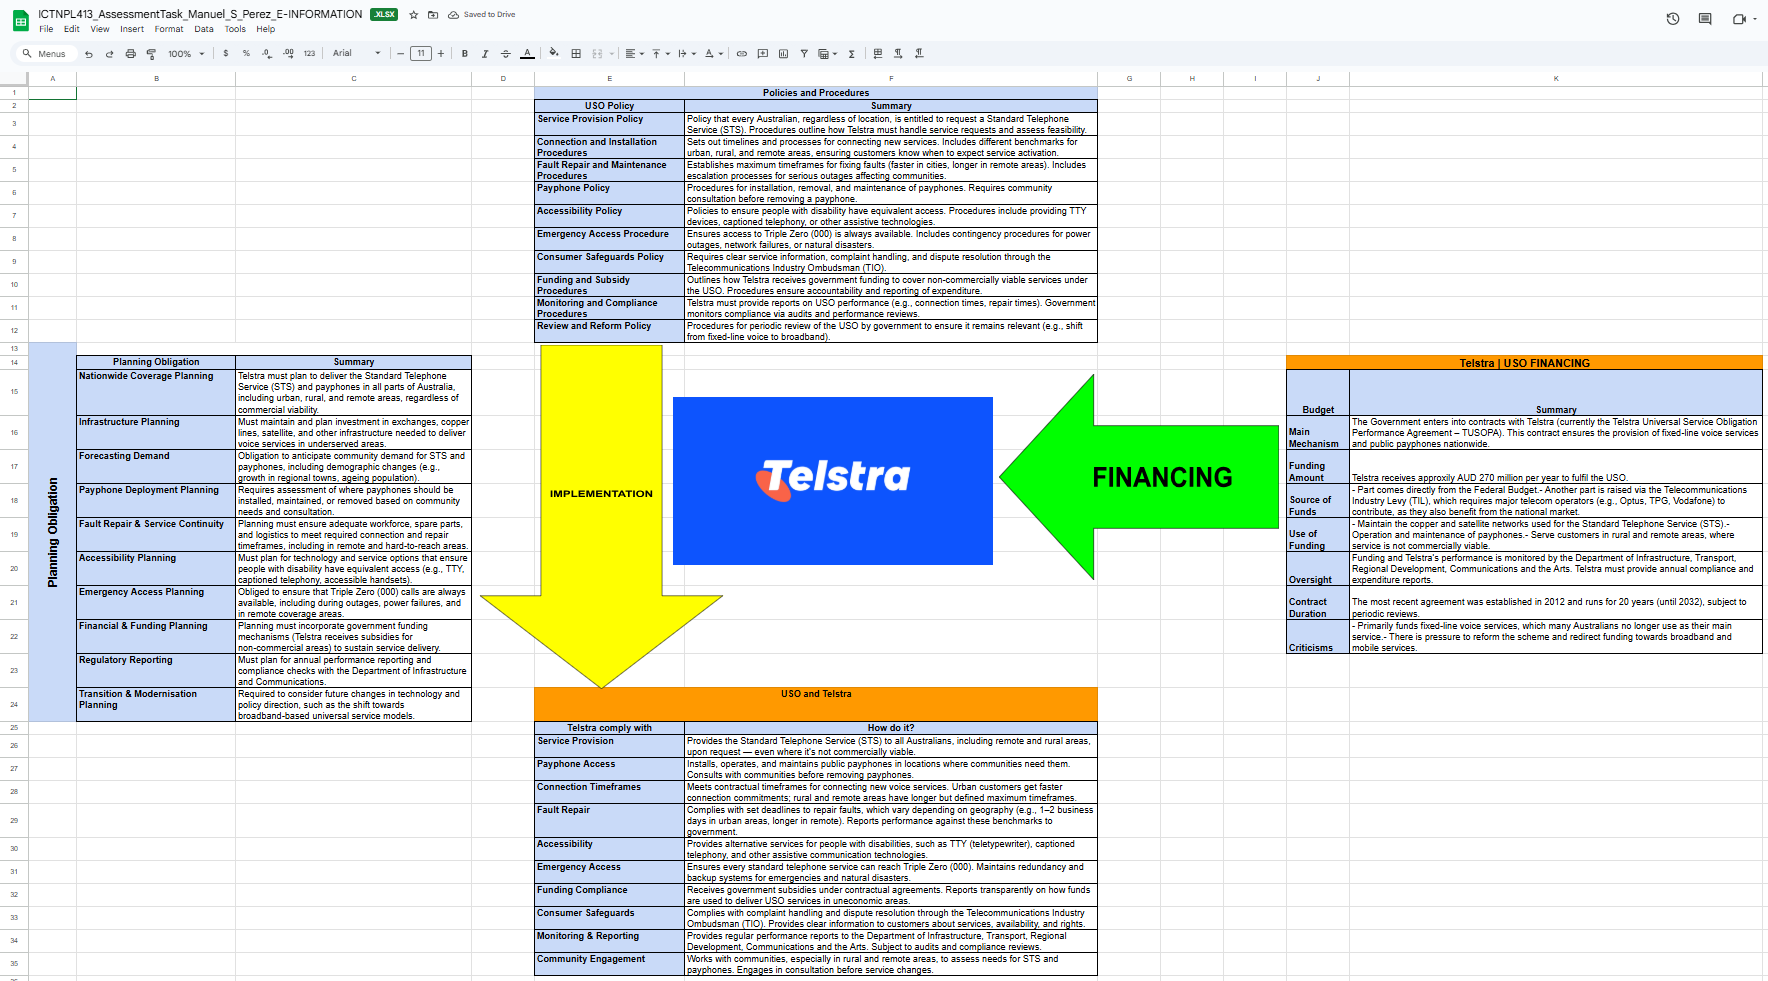 ICTNPL413_AssessmentTask_Manuel_S_Perez_E-INFORMATION .XLSX Saved to Drive
File Edit View Insert Format Data Tools Help
Menus 100% $ % .0 .00 123 Arial 11 B I A
A B C D E F G H I J K
1 Policies and Procedures
2 USO Policy Summary
3 Service Provision Policy Policy that every Australian, regardless of location, is entitled to request a Standard Telephone
Service (STS). Procedures outline how Telstra must handle service requests and assess feasibility.
4 Connection and Installation Sets out timelines and processes for connecting new services. Includes different benchmarks for
Procedures urban, rural, and remote areas, ensuring customers know when to expect service activation.
5 Fault Repair and Maintenance Establishes maximum timeframes for fixing faults (faster in cities, longer in remote areas). Includes
Procedures escalation processes for serious outages affecting communities.
6 Payphone Policy Procedures for installation, removal, and maintenance of payphones. Requires community
consultation before removing a payphone.
7 Accessibility Policy Policies to ensure people with disability have equivalent access. Procedures include providing TTY
devices, captioned telephony, or other assistive technologies.
8 Emergency Access Procedure Ensures access to Triple Zero (000) is always available. Includes contingency procedures for power
outages, network failures, or natural disasters.
9 Consumer Safeguards Policy Requires clear service information, complaint handling, and dispute resolution through the
Telecommunications Industry Ombudsman (TIO).
10 Funding and Subsidy Outlines how Telstra receives government funding to cover non-commercially viable services under
Procedures the USO. Procedures ensure accountability and reporting of expenditure.
11 Monitoring and Compliance Telstra must provide reports on USO performance (e.g., connection times, repair times). Government
Procedures monitors compliance via audits and performance reviews.
12 Review and Reform Policy Procedures for periodic review of the USO by government to ensure it remains relevant (e.g., shift
from fixed-line voice to broadband).
13
Planning Obligation
14 Planning Obligation Summary
15 Nationwide Coverage Planning Telstra must plan to deliver the Standard Telephone
Service (STS) and payphones in all parts of Australia,
including urban, rural, and remote areas, regardless of
commercial viability.
16 Infrastructure Planning Must maintain and plan investment in exchanges, copper
lines, satellite, and other infrastructure needed to deliver
voice services in underserved areas.
17 Forecasting Demand Obligation to anticipate community demand for STS and
payphones, including demographic changes (e.g.,
growth in regional towns, ageing population).
18 Payphone Deployment Planning Requires assessment of where payphones should be
installed, maintained, or removed based on community
needs and consultation.
19 Fault Repair & Service Continuity Planning must ensure adequate workforce, spare parts,
and logistics to meet required connection and repair
timeframes, including in remote and hard-to-reach areas.
20 Accessibility Planning Must plan for technology and service options that ensure
people with disability have equivalent access (e.g., TTY,
captioned telephony, accessible handsets).
21 Emergency Access Planning Obliged to ensure that Triple Zero (000) calls are always
available, including during outages, power failures, and
in remote coverage areas.
22 Financial & Funding Planning Planning must incorporate government funding
mechanisms (Telstra receives subsidies for
non-commercial areas) to sustain service delivery.
23 Regulatory Reporting Must plan for annual performance reporting and
compliance checks with the Department of Infrastructure
and Communications.
24 Transition & Modernisation Required to consider future changes in technology and
Planning policy direction, such as the shift towards
broadband-based universal service models.
IMPLEMENTATION
Telstra
FINANCING
Telstra | USO FINANCING
Budget Summary
Main The Government enters into contracts with Telstra (currently the Telstra Universal Service Obligation
Mechanism Performance Agreement – TUSOPA). This contract ensures the provision of fixed-line voice services
and public payphones nationwide.
Funding
Amount Telstra receives approxily AUD 270 million per year to fulfil the USO.
Source of - Part comes directly from the Federal Budget.- Another part is raised via the Telecommunications
Funds Industry Levy (TIL), which requires major telecom operators (e.g., Optus, TPG, Vodafone) to
contribute, as they also benefit from the national market.
Use of - Maintain the copper and satellite networks used for the Standard Telephone Service (STS).-
Funding Operation and maintenance of payphones.- Serve customers in rural and remote areas, where
service is not commercially viable.
Funding and Telstra's performance is monitored by the Department of Infrastructure, Transport,
Regional Development, Communications and the Arts. Telstra must provide annual compliance and
Oversight expenditure reports.
Contract The most recent agreement was established in 2012 and runs for 20 years (until 2032), subject to
Duration periodic reviews.
- Primarily funds fixed-line voice services, which many Australians no longer use as their main
service.- There is pressure to reform the scheme and redirect funding towards broadband and
Criticisms mobile services.
USO and Telstra
25 Telstra comply with How do it?
26 Service Provision Provides the Standard Telephone Service (STS) to all Australians, including remote and rural areas,
upon request — even where it's not commercially viable.
27 Payphone Access Installs, operates, and maintains public payphones in locations where communities need them.
Consults with communities before removing payphones.
28 Connection Timeframes Meets contractual timeframes for connecting new voice services. Urban customers get faster
connection commitments; rural and remote areas have longer but defined maximum timeframes.
29 Fault Repair Complies with set deadlines to repair faults, which vary depending on geography (e.g., 1–2 business
days in urban areas, longer in remote). Reports performance against these benchmarks to
government.
30 Accessibility Provides alternative services for people with disabilities, such as TTY (teletypewriter), captioned
telephony, and other assistive communication technologies.
31 Emergency Access Ensures every standard telephone service can reach Triple Zero (000). Maintains redundancy and
backup systems for emergencies and natural disasters.
32 Funding Compliance Receives government subsidies under contractual agreements. Reports transparently on how funds
are used to deliver USO services in uneconomic areas.
33 Consumer Safeguards Complies with complaint handling and dispute resolution through the Telecommunications Industry
Ombudsman (TIO). Provides clear information to customers about services, availability, and rights.
34 Monitoring & Reporting Provides regular performance reports to the Department of Infrastructure, Transport, Regional
Development, Communications and the Arts. Subject to audits and compliance reviews.
35 Community Engagement Works with communities, especially in rural and remote areas, to assess needs for STS and
payphones. Engages in consultation before service changes.